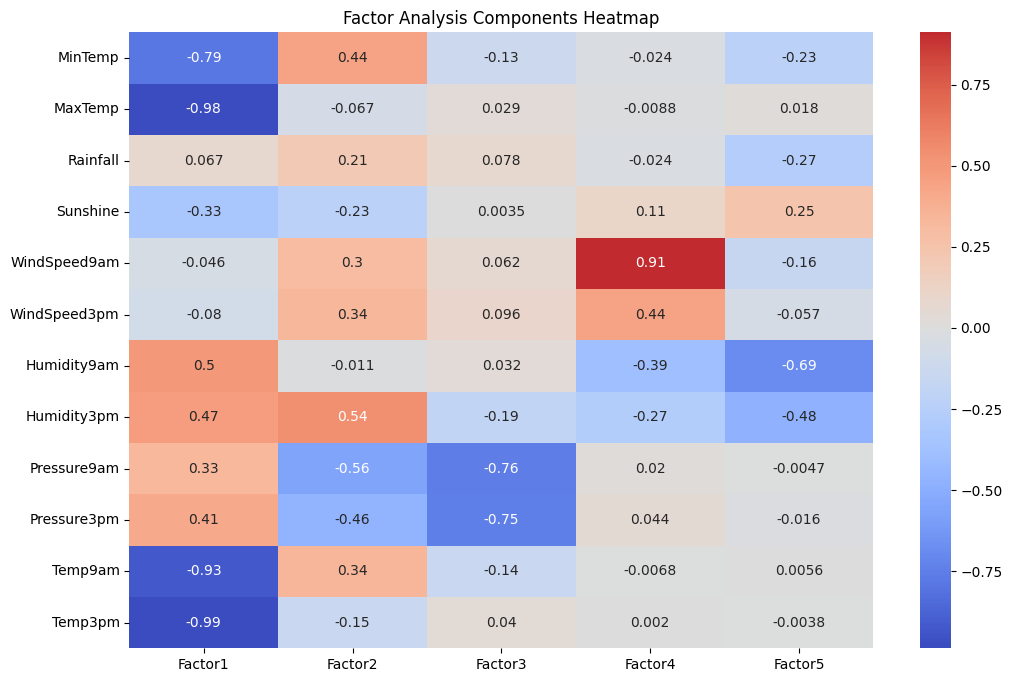 Factor Analysis Components Heatmap
MinTemp -0.79 0.44 -0.13 -0.024 -0.23
MaxTemp -0.98 -0.067 0.029 -0.0088 0.018
Rainfall 0.067 0.21 0.078 -0.024 -0.27
Sunshine -0.33 -0.23 0.0035 0.11 0.25
WindSpeed9am -0.046 0.3 0.062 0.91 -0.16
WindSpeed3pm -0.08 0.34 0.096 0.44 -0.057
Humidity9am 0.5 -0.011 0.032 -0.39 -0.69
Humidity3pm 0.47 0.54 -0.19 -0.27 -0.48
Pressure9am 0.33 -0.56 -0.76 0.02 -0.0047
Pressure3pm 0.41 -0.46 -0.75 0.044 -0.016
Temp9am -0.93 0.34 -0.14 -0.0068 0.0056
Temp3pm -0.99 -0.15 0.04 0.002 -0.0038
Factor1 Factor2 Factor3 Factor4 Factor5
0.75
0.50
0.25
0.00
−0.25
−0.50
−0.75